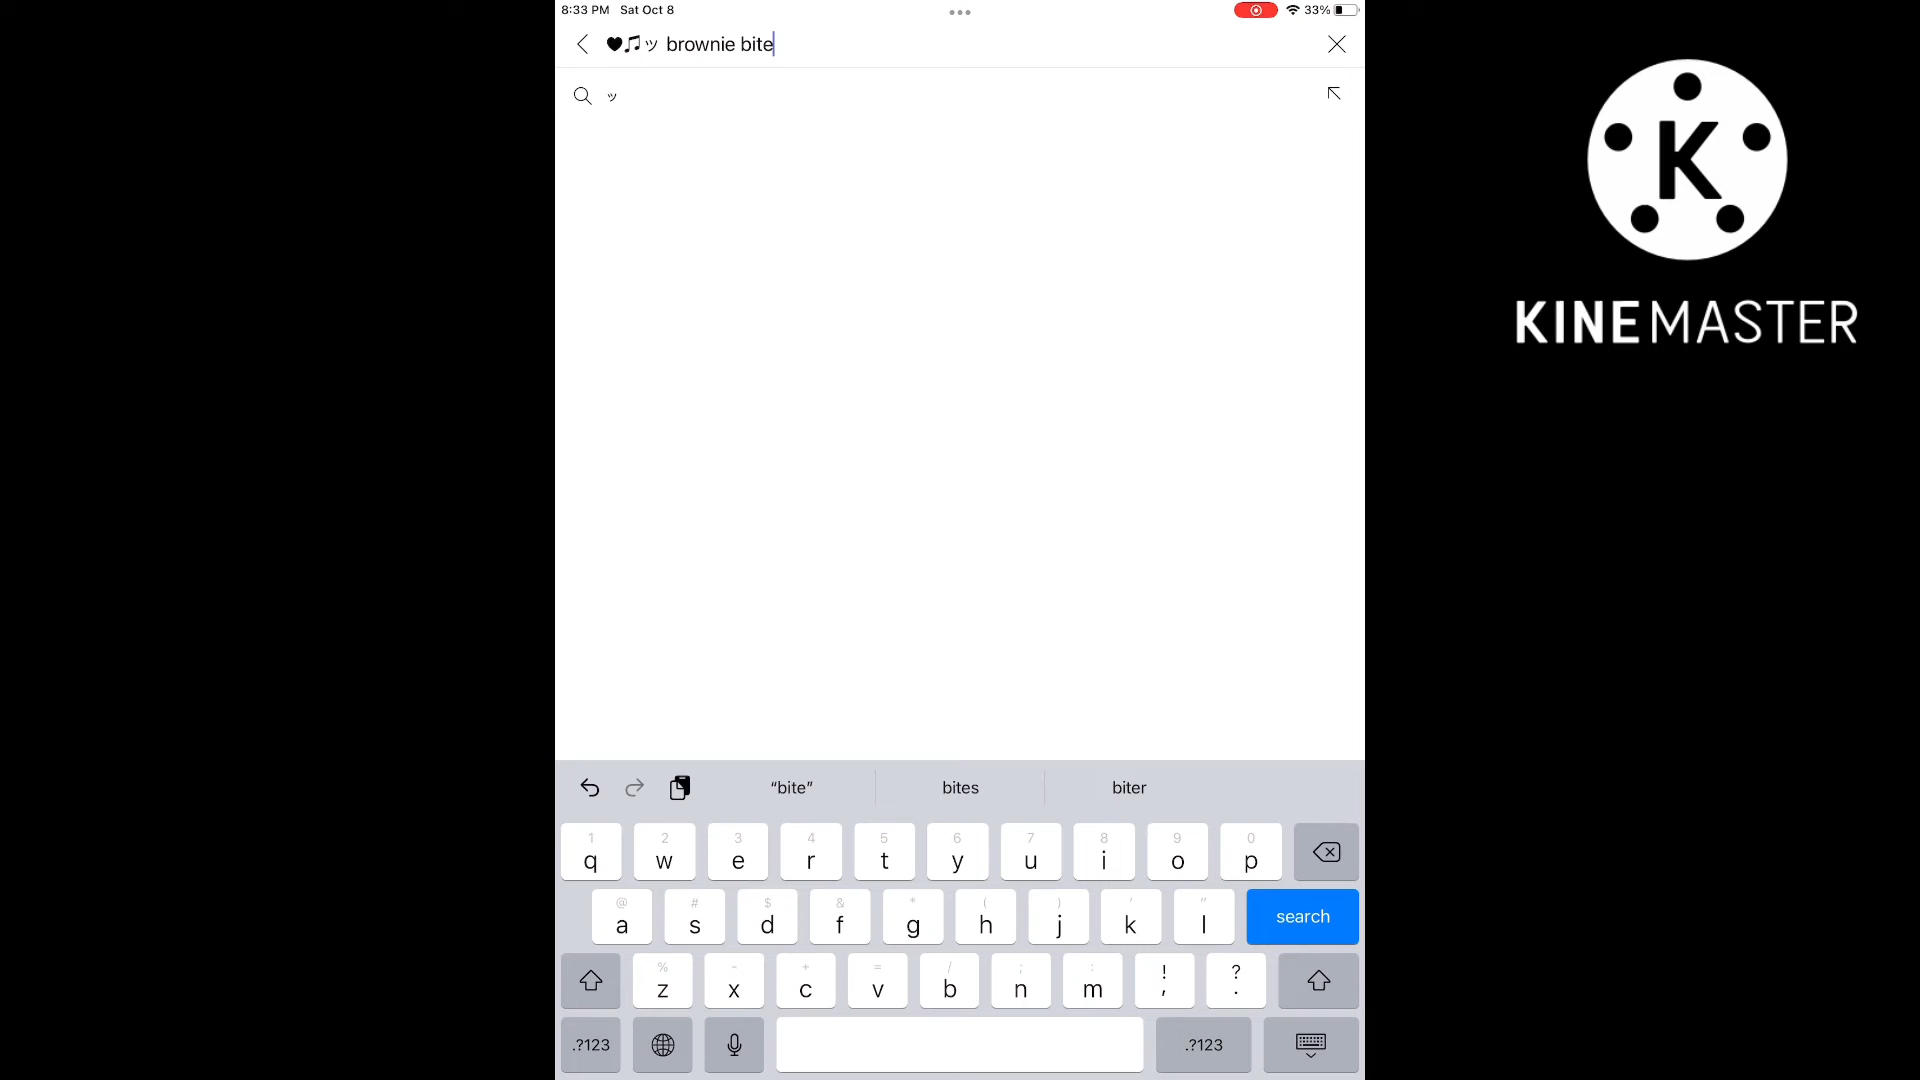 8:33 PM Sat Oct 8
33%
♥♫ツ brownie bite
ッ
K
KINEMASTER
“bite” bites biter
1 2 3 4 5 6 7 8 9 0
q w e r t y u i o p
@ # $ & * ( ) ' "
a s d f g h j k l search
% - + = / ; : ! ?
z x c v b n m , .
.?123 .?123